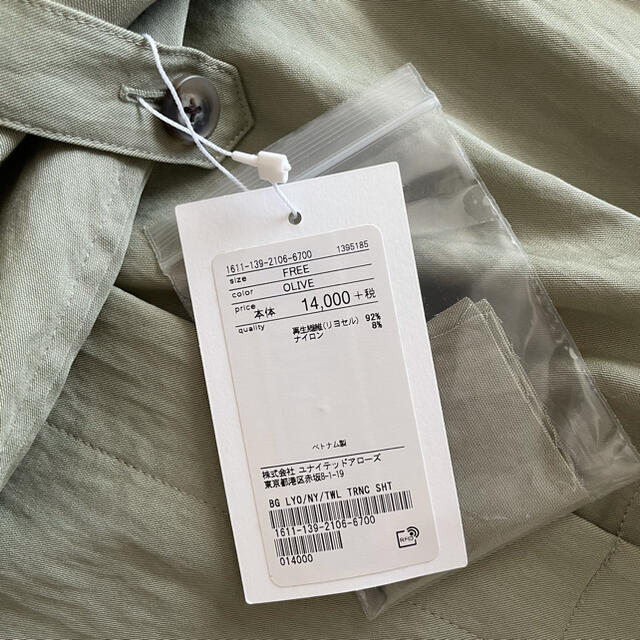 1611-139-2106-6700 1395185
size FREE
color OLIVE
price 本体 14,000+税
quality 再生繊維(リヨセル) 92%
ナイロン 8%
ベトナム製
株式会社 ユナイテッドアローズ
東京都港区赤坂8-1-19
BG LYO/NY/TWL TRNC SHT
1611-139-2106-6700
014000
RFID